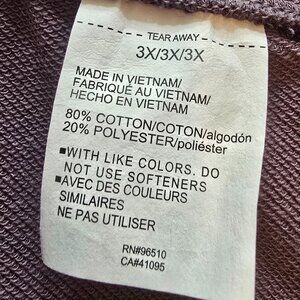 TEAR AWAY
3X/3X/3X
MADE IN VIETNAM/
FABRIQUÉ AU VIETNAM/
HECHO EN VIETNAM
80% COTTON/COTON/algodón
20% POLYESTER/poliéster
■WITH LIKE COLORS. DO
NOT USE SOFTENERS
■AVEC DES COULEURS
SIMILAIRES
NE PAS UTILISER
RN#96510
CA#41095